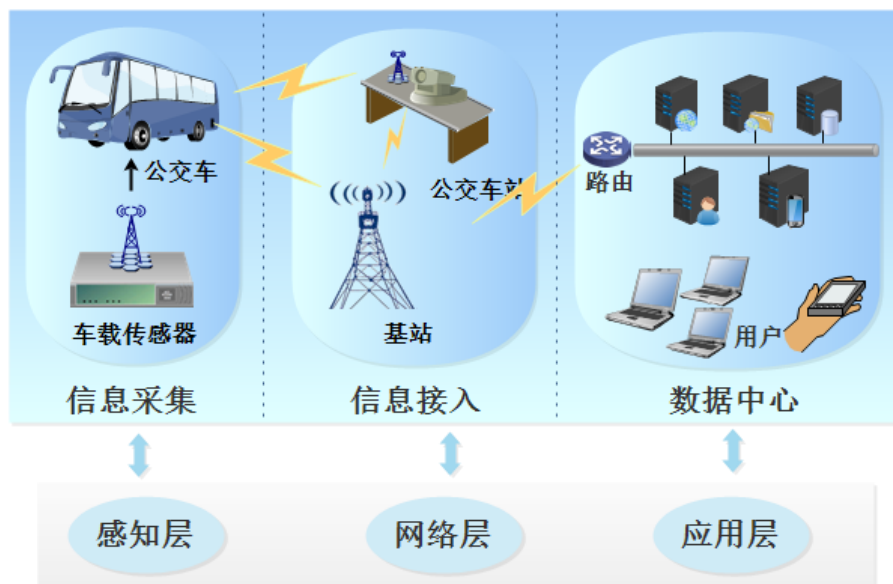 公交车
车载传感器
公交车站
基站
路由
用户
信息采集
信息接入
数据中心
感知层
网络层
应用层